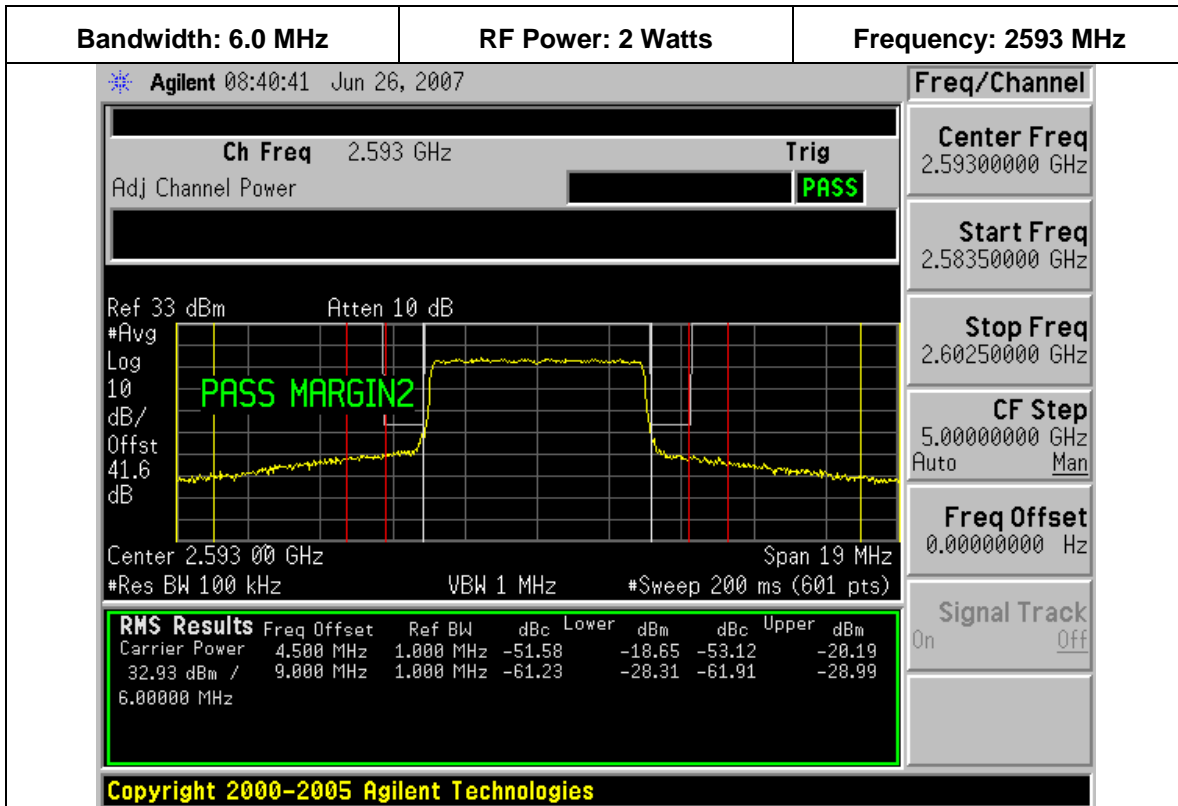 Bandwidth: 6.0 MHz RF Power: 2 Watts Frequency: 2593 MHz
Agilent 08:40:41 Jun 26, 2007
Freq/Channel
Ch Freq 2.593 GHz Trig
Adj Channel Power PASS
Center Freq
2.59300000 GHz
Start Freq
2.58350000 GHz
Stop Freq
2.60250000 GHz
CF Step
5.00000000 GHz
Auto Man
Freq Offset
0.00000000 Hz
Signal Track
On Off
Ref 33 dBm Atten 10 dB
#Avg
Log
10
dB/
Offst
41.6
dB
PASS MARGIN2
Center 2.593 00 GHz Span 19 MHz
#Res BW 100 kHz VBW 1 MHz #Sweep 200 ms (601 pts)
RMS Results Freq Offset Ref BW dBc Lower dBm dBc Upper dBm
Carrier Power 4.500 MHz 1.000 MHz -51.58 -18.65 -53.12 -20.19
32.93 dBm / 9.000 MHz 1.000 MHz -61.23 -28.31 -61.91 -28.99
6.00000 MHz
Copyright 2000-2005 Agilent Technologies